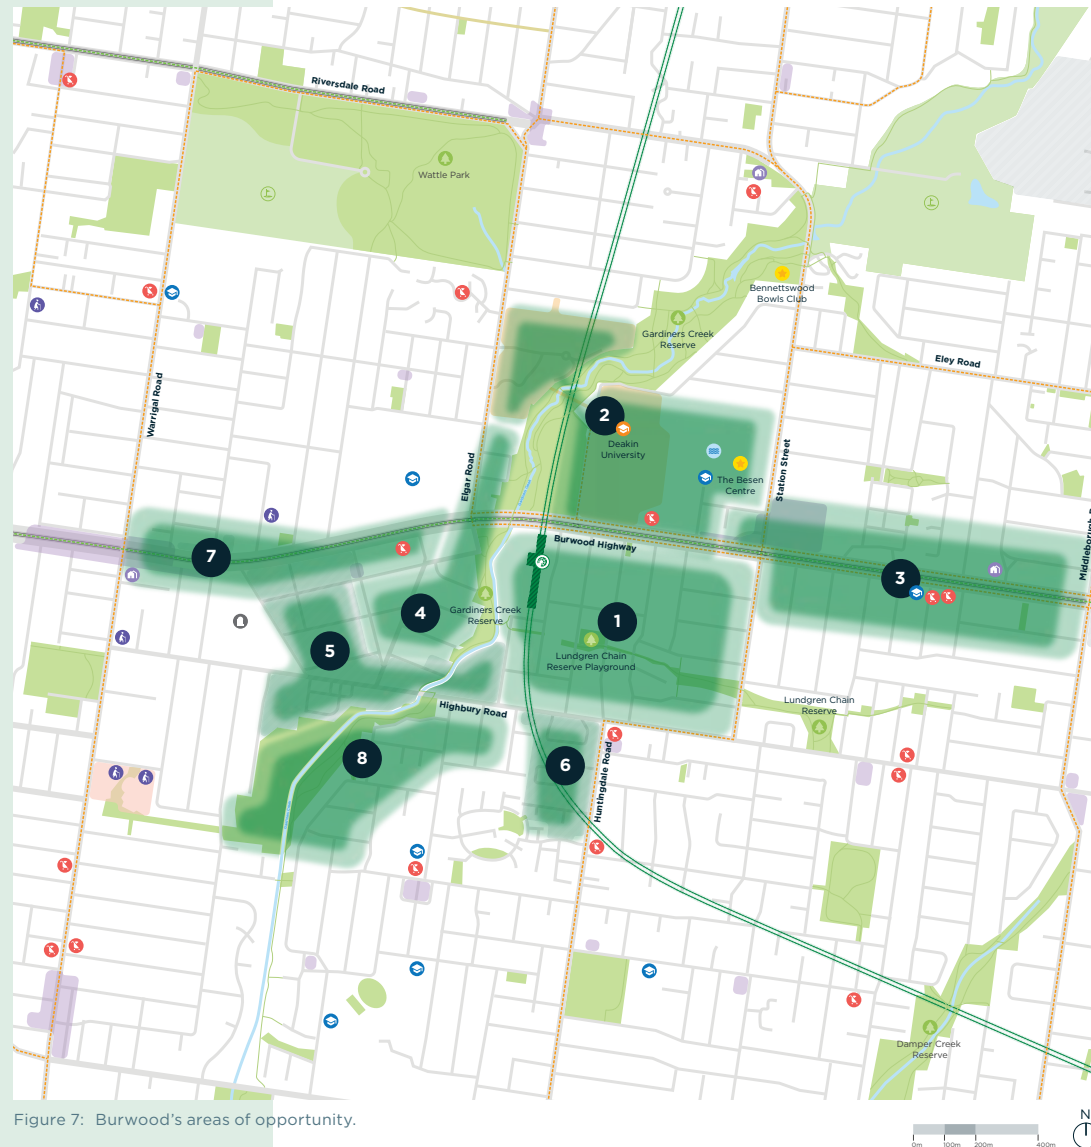 Riversdale Road
Wattle Park
Bennettswood
Bowls Club
Gardiners Creek
Reserve
Eley Road
Warrigal Road
2
Deakin
University
Elgar Road
The Besen
Centre
Station Street
Burwood Highway
7
3
4
Gardiners Creek
Reserve
1
5
Lundgren Chain
Reserve Playground
Lundgren Chain
Reserve
Highbury Road
8
6
Huntingdale Road
Damper Creek
Reserve
Figure 7: Burwood's areas of opportunity.
N
0m 100m 200m 400m